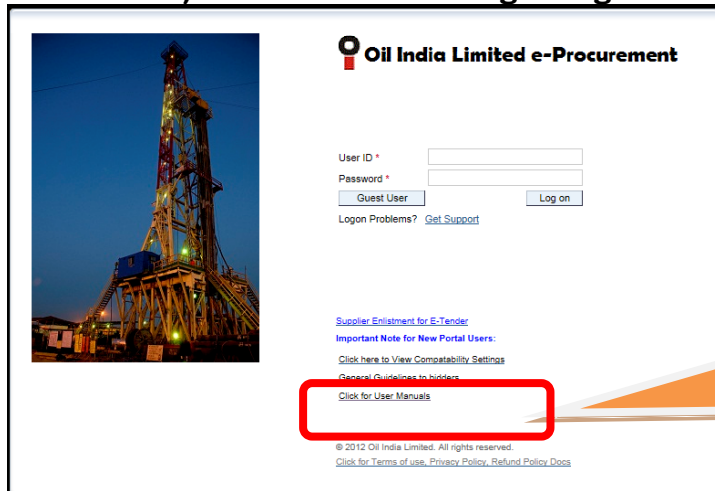 Oil India Limited e-Procurement
User ID *
Password *
Guest User Log on
Logon Problems? Get Support
Supplier Enlistment for E-Tender
Important Note for New Portal Users:
Click here to View Compatability Settings
General Guidelines to bidders
Click for User Manuals
© 2012 Oil India Limited. All rights reserved.
Click for Terms of use, Privacy Policy, Refund Policy Docs